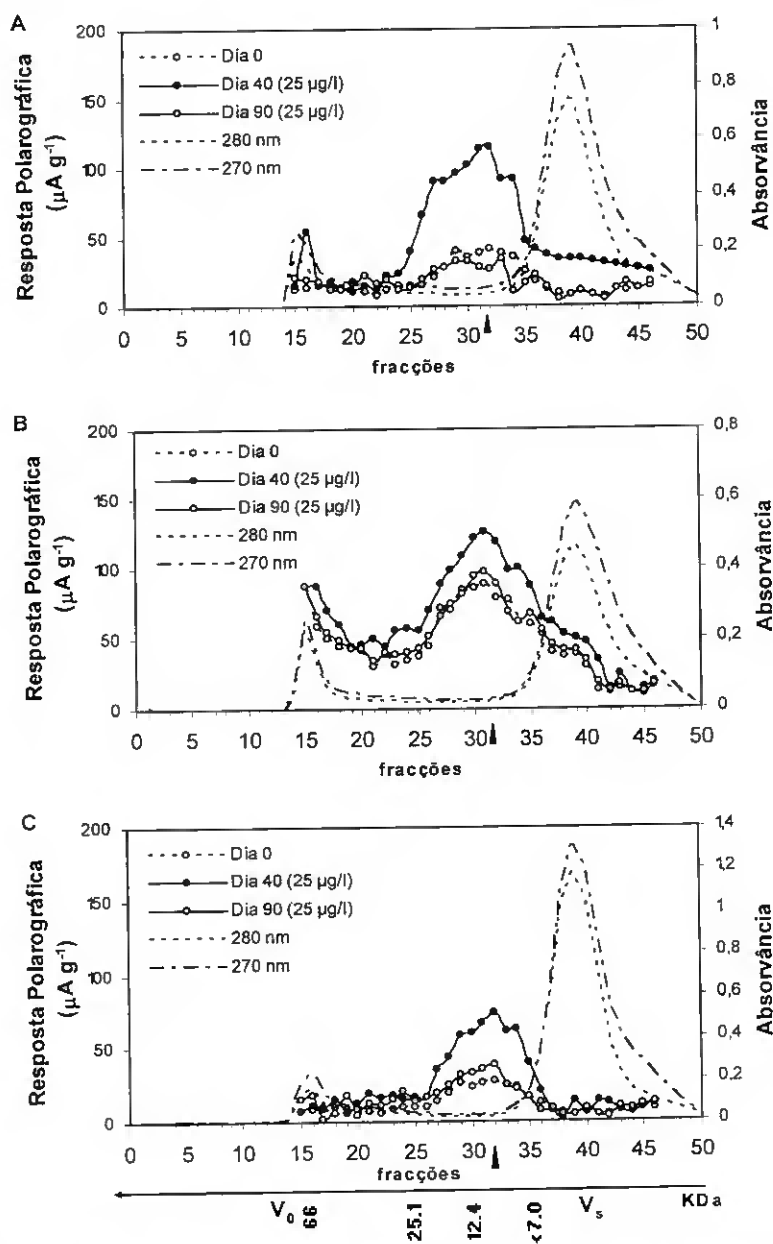 A
Resposta Polarográfica
(µA g⁻¹)
200
150
100
50
0
Dia 0
Dia 40 (25 µg/l)
Dia 90 (25 µg/l)
280 nm
270 nm
1
0,8
0,6
0,4
0,2
0
Absorvância
0 5 10 15 20 25 30 35 40 45 50
fracções
B
Resposta Polarográfica
(µA g⁻¹)
200
150
100
50
0
Dia 0
Dia 40 (25 µg/l)
Dia 90 (25 µg/l)
280 nm
270 nm
0,8
0,6
0,4
0,2
0
Absorvância
0 5 10 15 20 25 30 35 40 45 50
fracções
C
Resposta Polarográfica
(µA g⁻¹)
200
150
100
50
0
Dia 0
Dia 40 (25 µg/l)
Dia 90 (25 µg/l)
280 nm
270 nm
1,4
1,2
1
0,8
0,6
0,4
0,2
0
Absorvância
0 5 10 15 20 25 30 35 40 45 50
fracções
V₀ 66 25.1 12.4 <7.0 Vs KDa